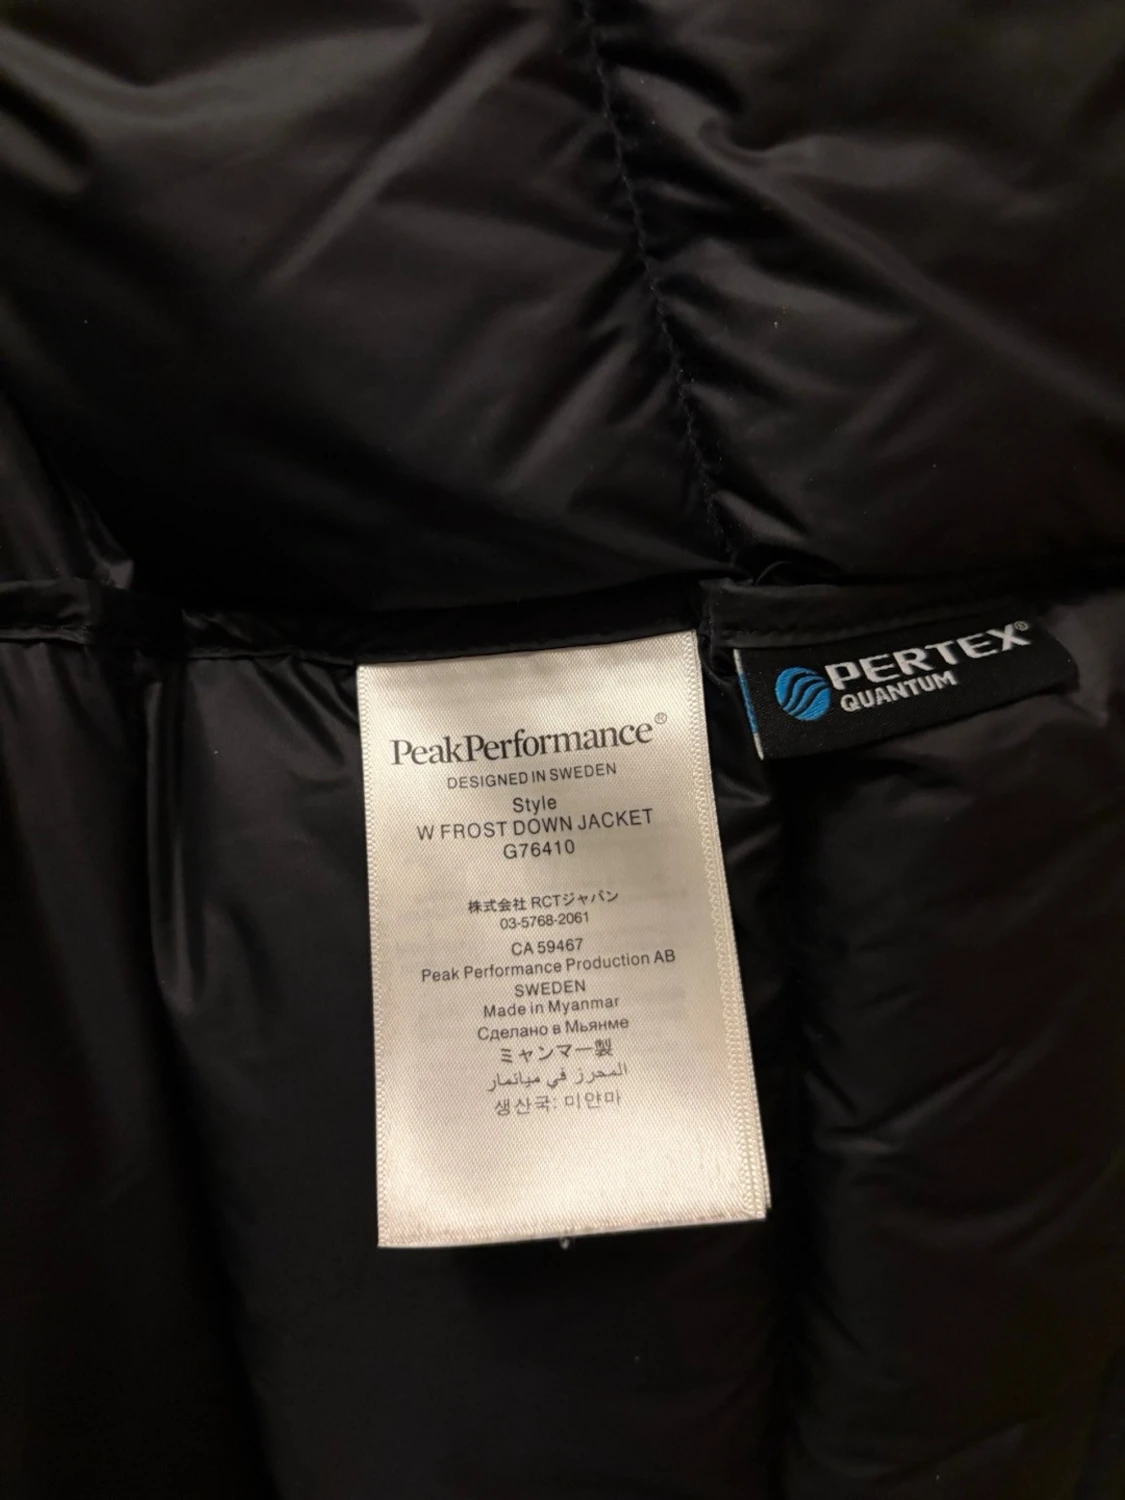 PeakPerformance®
DESIGNED IN SWEDEN
Style
W FROST DOWN JACKET
G76410
株式会社 RCTジャパン
03-5768-2061
CA 59467
Peak Performance Production AB
SWEDEN
Made in Myanmar
Сделано в Мьянме
ミャンマー製
المحرز في ميانمار
생산국: 미얀마
PERTEX®
QUANTUM